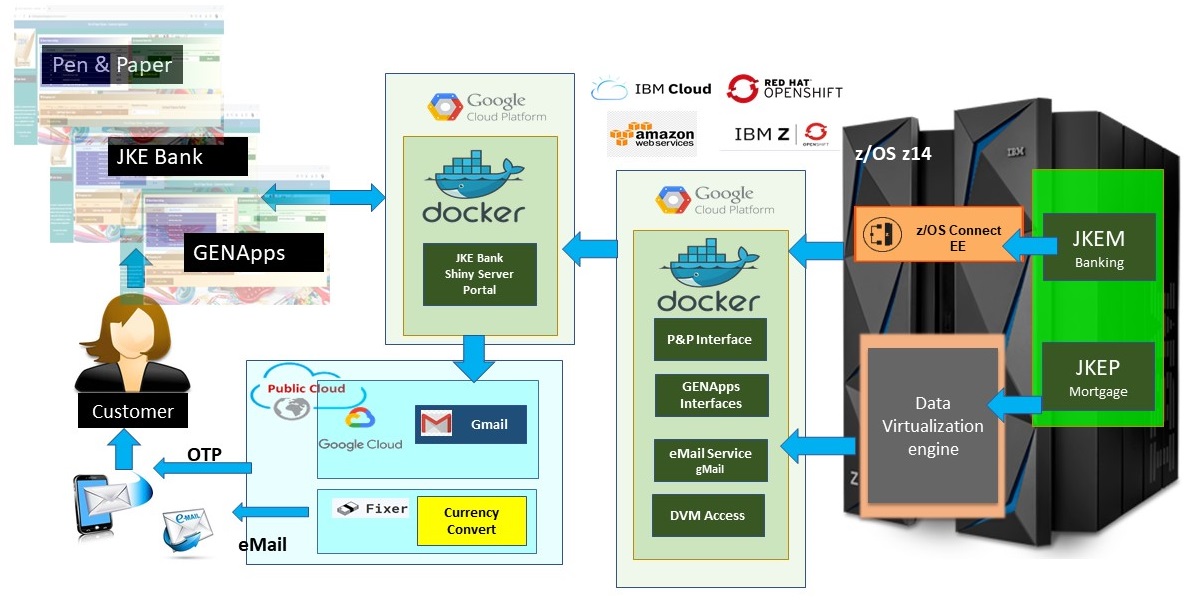 Pen & Paper
JKE Bank
GENApps
Customer
OTP
E-MAIL
eMail
Google
Cloud Platform
docker
JKE Bank
Shiny Server
Portal
Public Cloud
Google Cloud
Gmail
Fixer
Currency
Convert
IBM Cloud
RED HAT
OPENSHIFT
amazon
web services
IBM Z
OPENSHIFT
Google
Cloud Platform
docker
P&P Interface
GENApps
Interfaces
eMail Service
gMail
DVM Access
z/OS z14
IBM
z/OS Connect
EE
JKEM
Banking
JKEP
Mortgage
Data
Virtualization
engine
Z